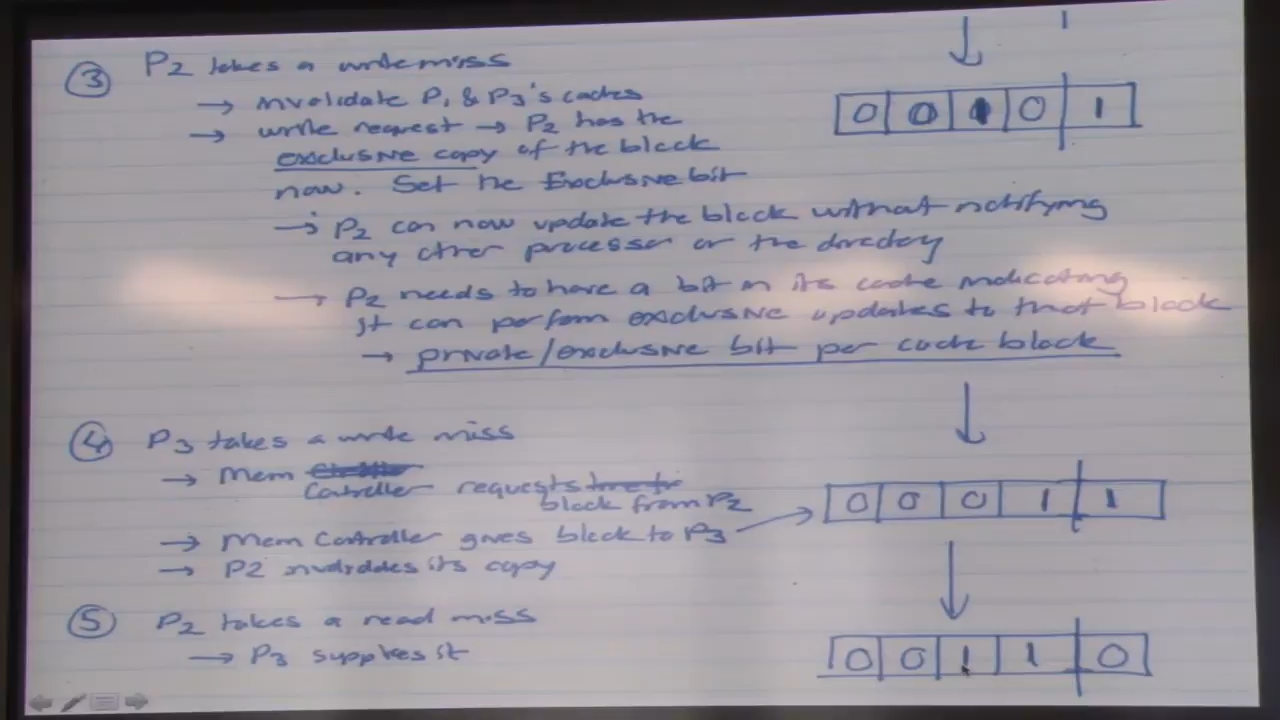 1
③ P2 takes a write miss
→ invalidate P1 & P3's caches
0 0 1 0 1
→ write request → P2 has the
exclusive copy of the block
now. Set the Exclusive bit
→ P2 can now update the block without notifying
any other processor or the directory
→ P2 needs to have a bit in its cache indicating
it can perform exclusive updates to that block
→ private/exclusive bit per cache block
④ P3 takes a write miss
→ Mem Controller requests block from P2
0 0 0 1 1
→ Mem Controller gives block to P3
→ P2 invalidates its copy
⑤ P2 takes a read miss
→ P3 supplies it
0 0 1 1 0